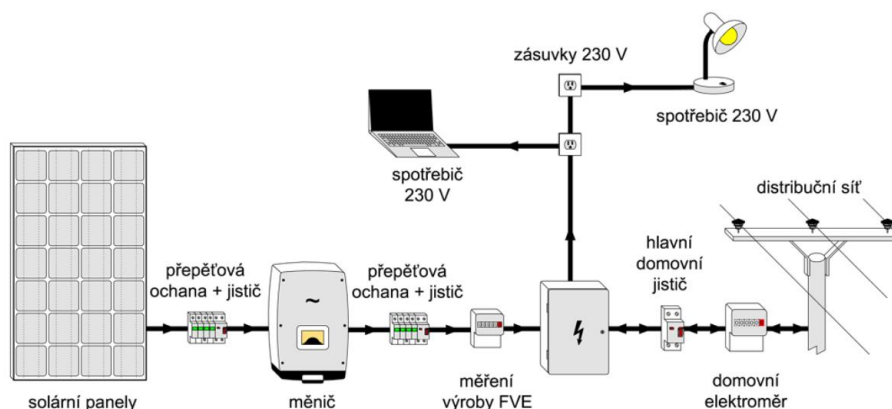 zásuvky 230 V
spotřebič 230 V
spotřebič
230 V
distribuční síť
hlavní
domovní
jistič
přepěťová
ochana + jistič
přepěťová
ochana + jistič
~
solární panely
měnič
měření
výroby FVE
domovní
elektroměr